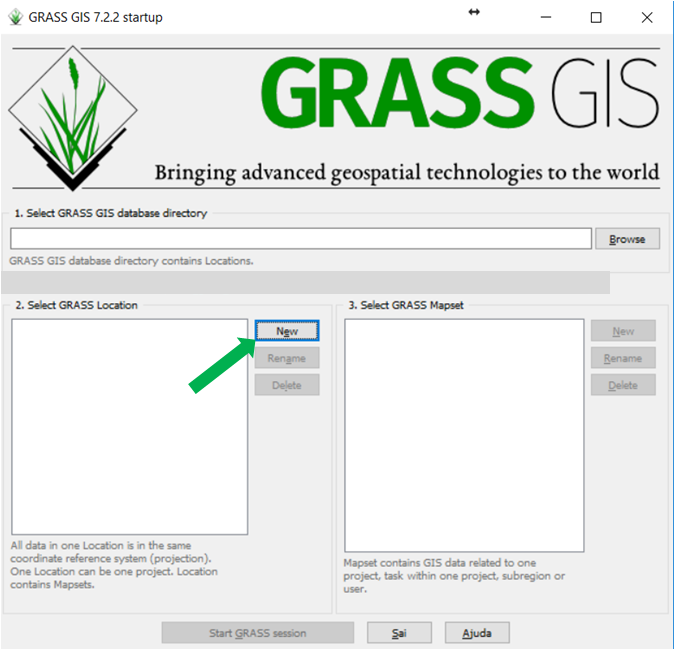 GRASS GIS 7.2.2 startup
GRASS GIS
Bringing advanced geospatial technologies to the world
1. Select GRASS GIS database directory
Browse
GRASS GIS database directory contains Locations.
2. Select GRASS Location
New
Rename
Delete
All data in one Location is in the same
coordinate reference system (projection).
One Location can be one project. Location
contains Mapsets.
3. Select GRASS Mapset
New
Rename
Delete
Mapset contains GIS data related to one
project, task within one project, subregion or
user.
Start GRASS session
Sai
Ajuda